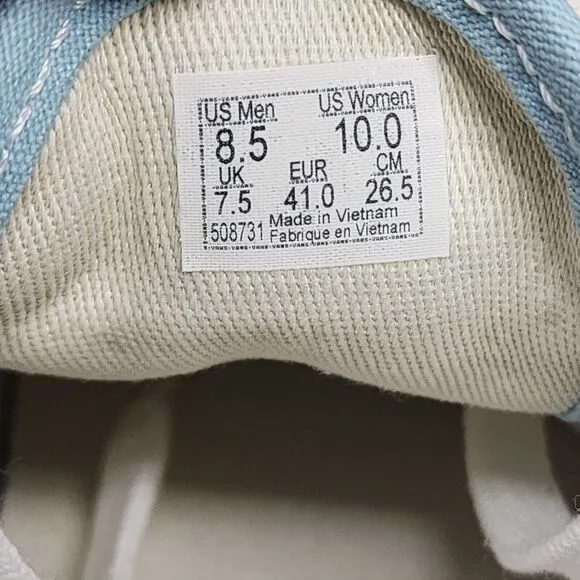 US Men US Women
8.5 10.0
UK EUR CM
7.5 41.0 26.5
508731 Made in Vietnam
Fabrique en Vietnam